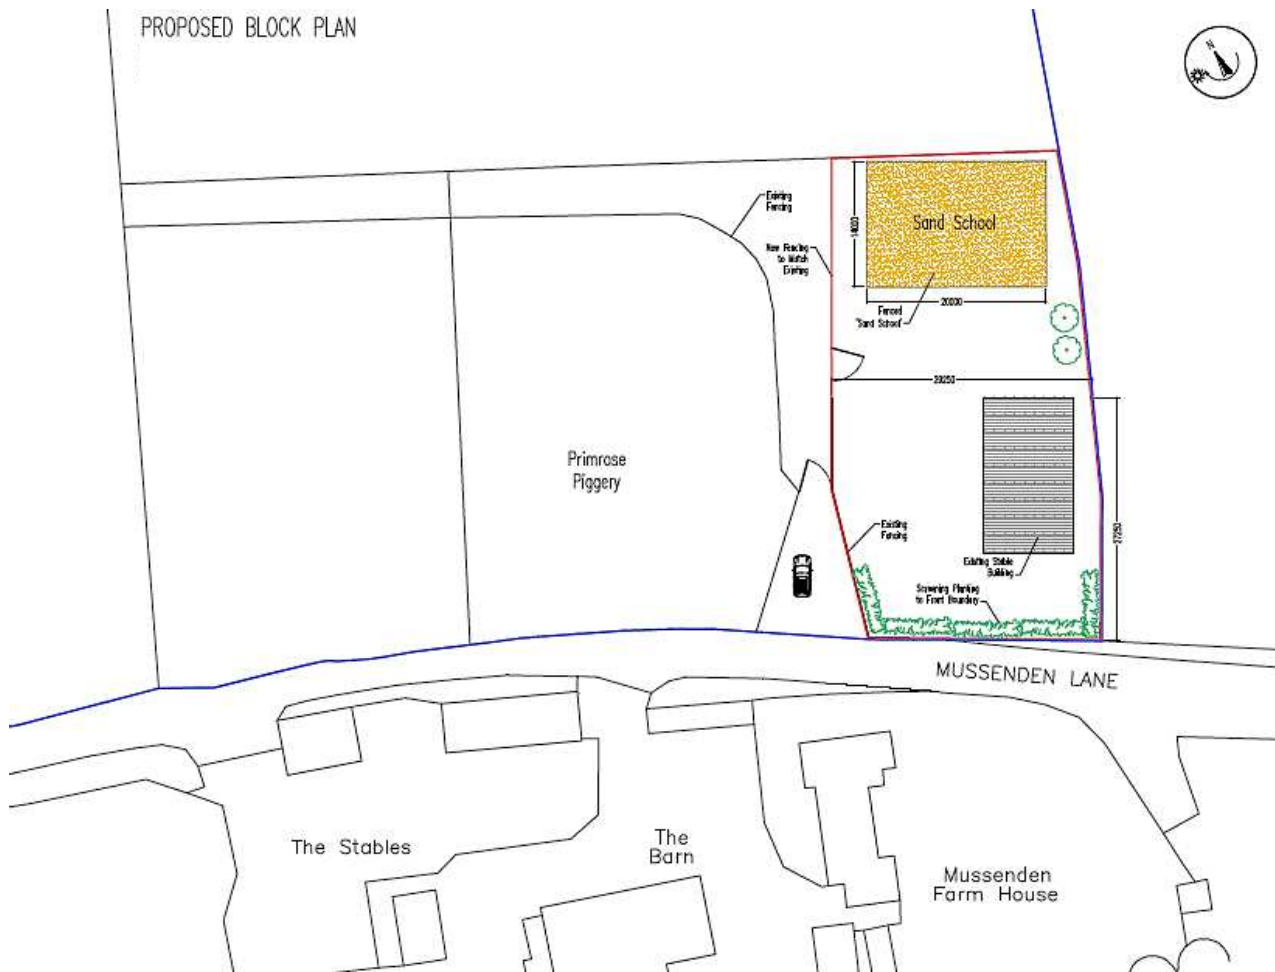 PROPOSED BLOCK PLAN
N
Existing
Fencing
14000
Sand School
New Fencing
to Match
Existing
20000
Fenced
'Sand School'
Primrose
Piggery
Existing
Fencing
27250
Existing Stable
Building
Screening Planting
to Front Boundary
MUSSENDEN LANE
The Stables
The
Barn
Mussenden
Farm House